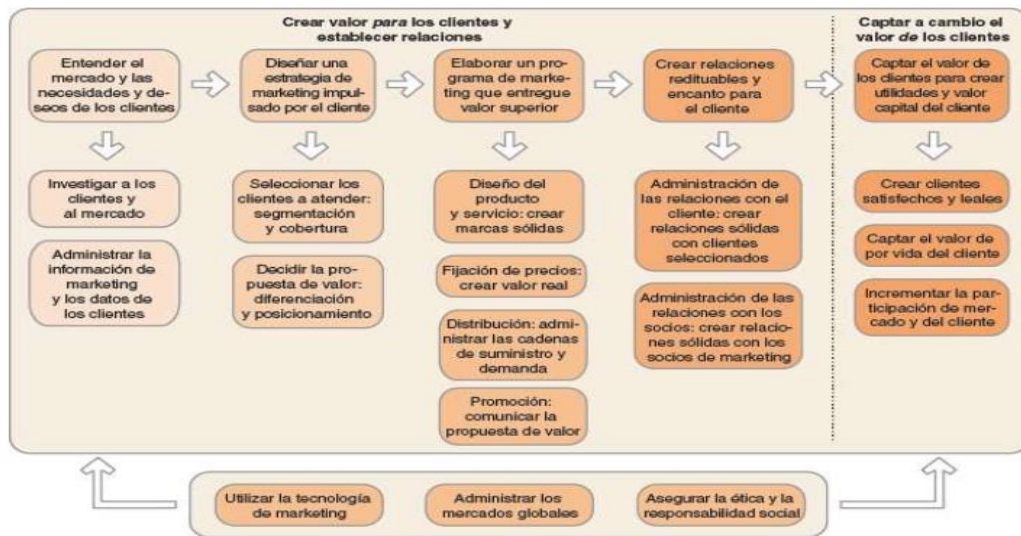 Crear valor para los clientes y
establecer relaciones
Captar a cambio el
valor de los clientes
Entender el
mercado y las
necesidades y de-
seos de los clientes
Diseñar una
estrategia de
marketing impul-
sado por el cliente
Elaborar un pro-
grama de marke-
ting que entregue
valor superior
Crear relaciones
redituables y
encanto para
el cliente
Captar el valor de
los clientes para crear
utilidades y valor
capital del cliente
Investigar a los
clientes y
al mercado
Administrar la
información de
marketing
y los datos de
los clientes
Seleccionar los
clientes a atender:
segmentación
y cobertura
Decidir la pro-
puesta de valor:
diferenciación
y posicionamiento
Diseño del
producto
y servicio: crear
marcas sólidas
Fijación de precios:
crear valor real
Distribución: admi-
nistrar las cadenas
de suministro y
demanda
Promoción:
comunicar la
propuesta de valor
Administración de
las relaciones con el
cliente: crear
relaciones sólidas
con clientes
seleccionados
Administración de las
relaciones con los
socios: crear relacio-
nes sólidas con los
socios de marketing
Crear clientes
satisfechos y leales
Captar el valor de
por vida del cliente
Incrementar la par-
ticipación de mer-
cado y del cliente
Utilizar la tecnología
de marketing
Administrar los
mercados globales
Asegurar la ética y la
responsabilidad social